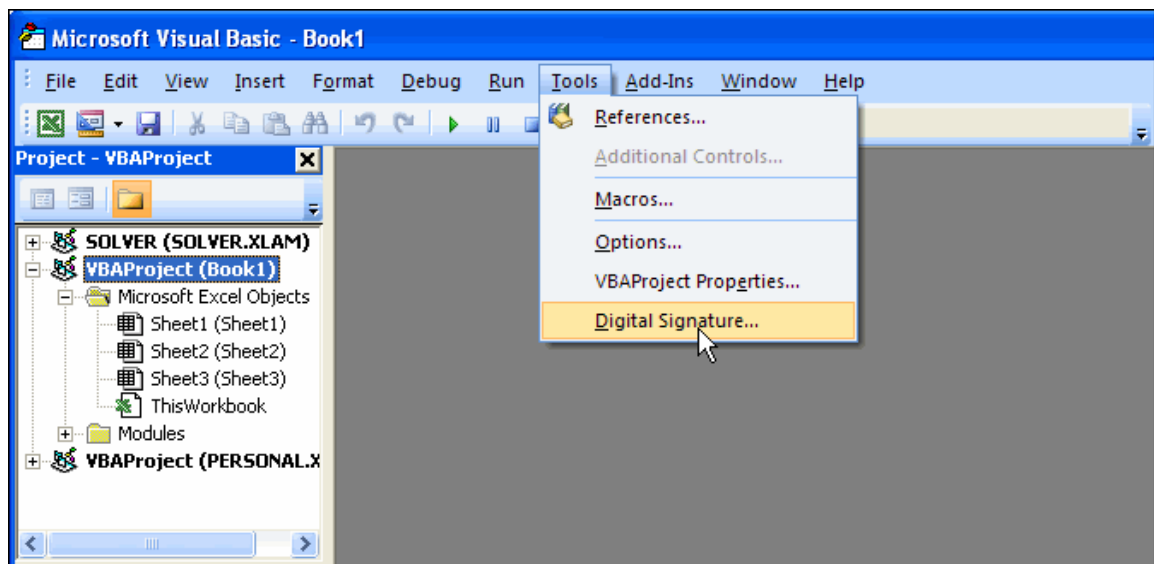 Microsoft Visual Basic - Book1
File Edit View Insert Format Debug Run Tools Add-Ins Window Help
References...
Additional Controls...
Macros...
Options...
VBAProject Properties...
Digital Signature...
Project - VBAProject
SOLVER (SOLVER.XLAM)
VBAProject (Book1)
Microsoft Excel Objects
Sheet1 (Sheet1)
Sheet2 (Sheet2)
Sheet3 (Sheet3)
ThisWorkbook
Modules
VBAProject (PERSONAL.X